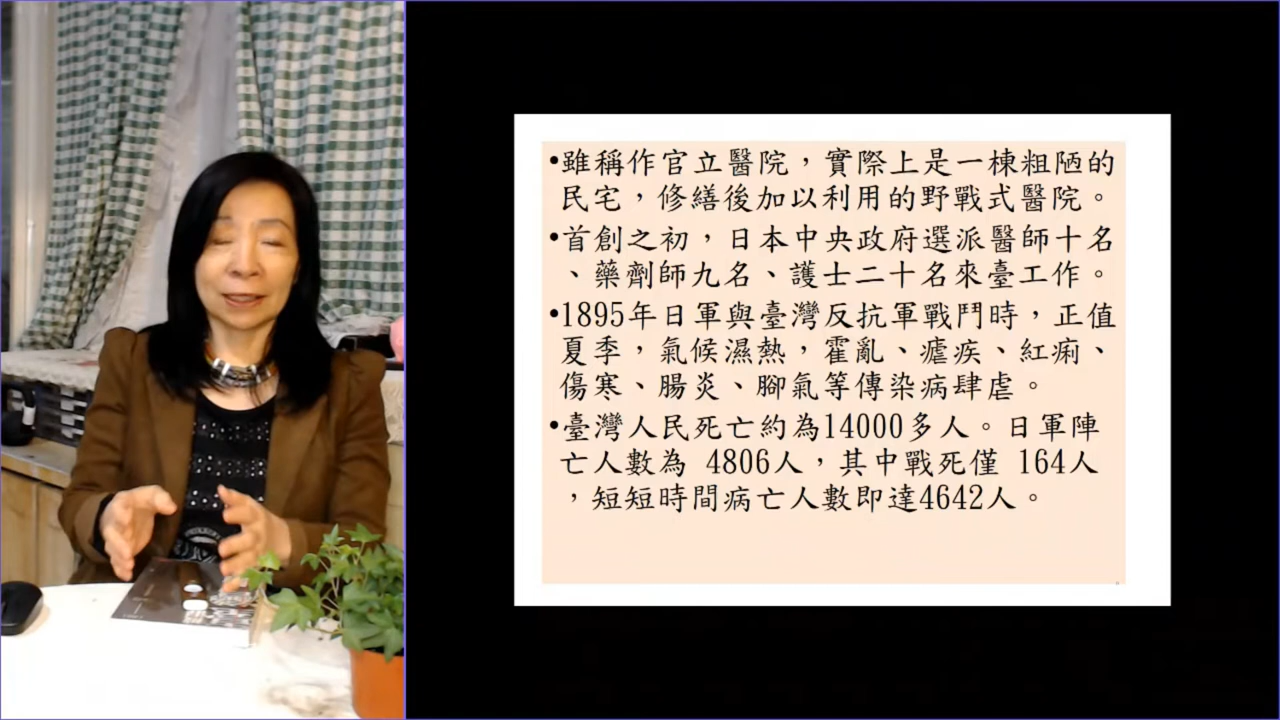 •雖稱作官立醫院，實際上是一棟粗陋的
民宅，修繕後加以利用的野戰式醫院。
•首創之初，日本中央政府選派醫師十名
、藥劑師九名、護士二十名來臺工作。
•1895年日軍與臺灣反抗軍戰鬥時，正值
夏季，氣候濕熱，霍亂、瘧疾、紅痢、
傷寒、腸炎、腳氣等傳染病肆虐。
•臺灣人民死亡約為14000多人。日軍陣
亡人數為 4806人，其中戰死僅 164人
，短短時間病亡人數即達4642人。